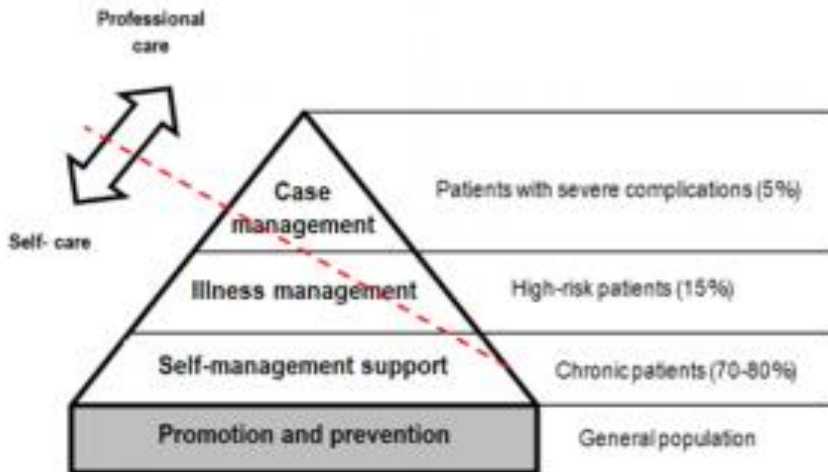 Professional
care
Self- care
Case
management
Patients with severe complications (5%)
Illness management
High-risk patients (15%)
Self-management support
Chronic patients (70-80%)
Promotion and prevention
General population